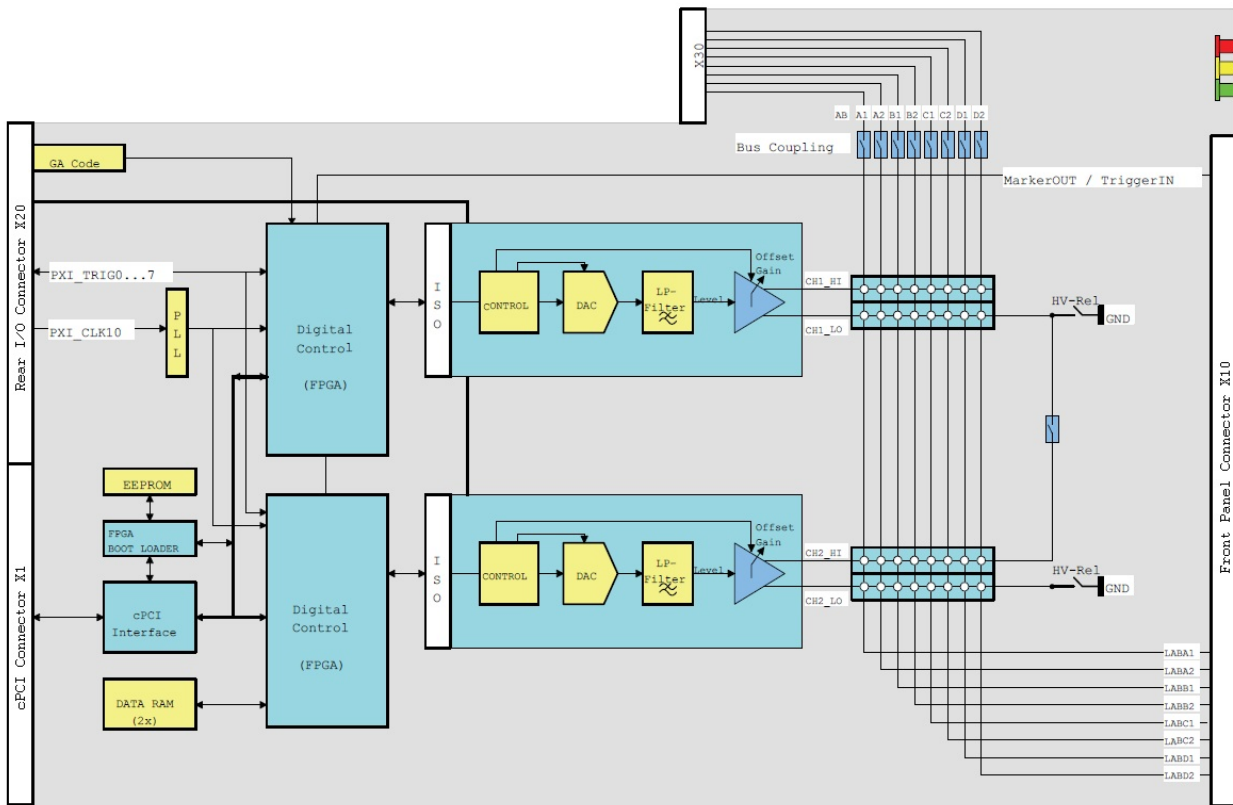 X30
AB A1 A2 B1 B2 C1 C2 D1 D2
Bus Coupling
GA Code
MarkerOUT / TriggerIN
Rear I/O Connector X20
PXI_TRIG0...7
PXI_CLK10
P
L
L
Digital
Control
(FPGA)
I
S
O
CONTROL
DAC
LP-
Filter
Level
Offset
Gain
CH1_HI
CH1_LO
HV-Rel
GND
Front Panel Connector X10
cPCI Connector X1
EEPROM
FPGA
BOOT LOADER
cPCI
Interface
DATA RAM
(2x)
Digital
Control
(FPGA)
I
S
O
CONTROL
DAC
LP-
Filter
Level
Offset
Gain
CH2_HI
CH2_LO
HV-Rel
GND
LABA1
LABA2
LABB1
LABB2
LABC1
LABC2
LABD1
LABD2